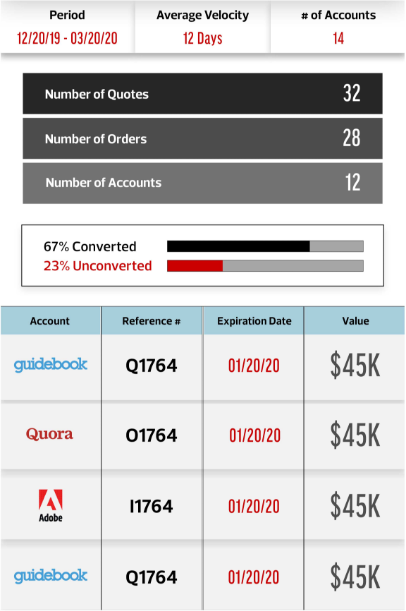 Period Average Velocity # of Accounts
12/20/19 - 03/20/20 12 Days 14
Number of Quotes 32
Number of Orders 28
Number of Accounts 12
67% Converted
23% Unconverted
Account Reference # Expiration Date Value
guidebook Q1764 01/20/20 $45K
Quora O1764 01/20/20 $45K
Adobe I1764 01/20/20 $45K
guidebook Q1764 01/20/20 $45K